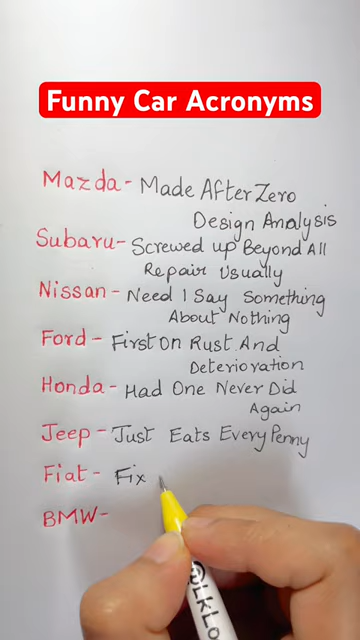 Funny Car Acronyms
Mazda - Made After Zero
Design Analysis
Subaru - Screwed up Beyond All
Repair Usually
Nissan - Need I Say Something
About Nothing
Ford - First On Rust And
Deterioration
Honda - Had One Never Did
Again
Jeep - Just Eats Every Penny
Fiat - Fix
BMW -